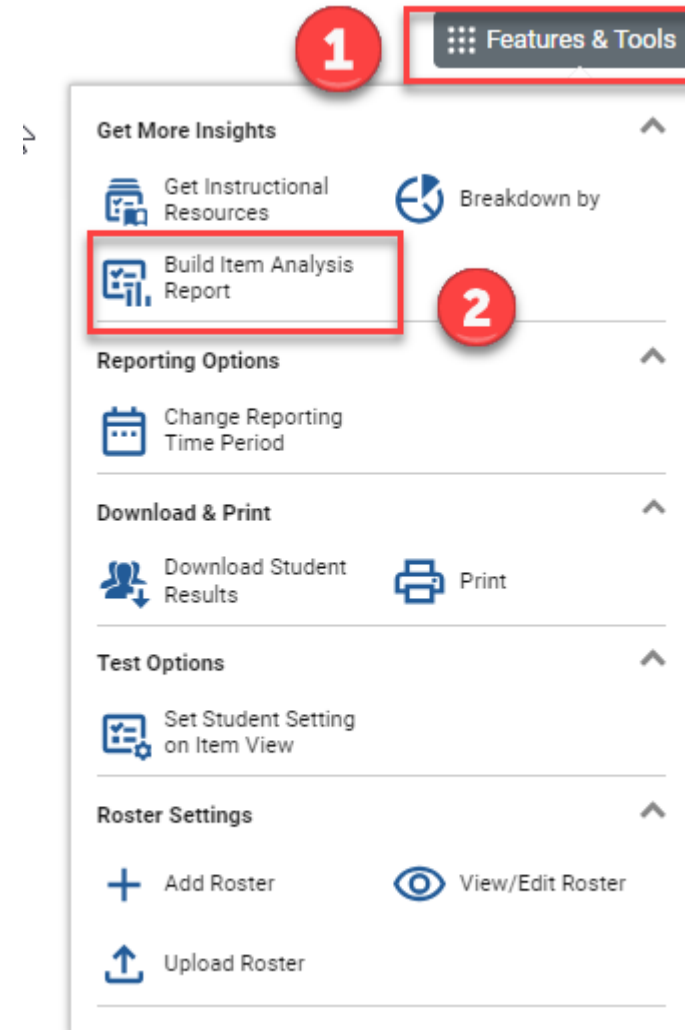 1
Features & Tools
Get More Insights
Get Instructional
Resources
Breakdown by
Build Item Analysis
Report
2
Reporting Options
Change Reporting
Time Period
Download & Print
Download Student
Results
Print
Test Options
Set Student Setting
on Item View
Roster Settings
Add Roster
View/Edit Roster
Upload Roster